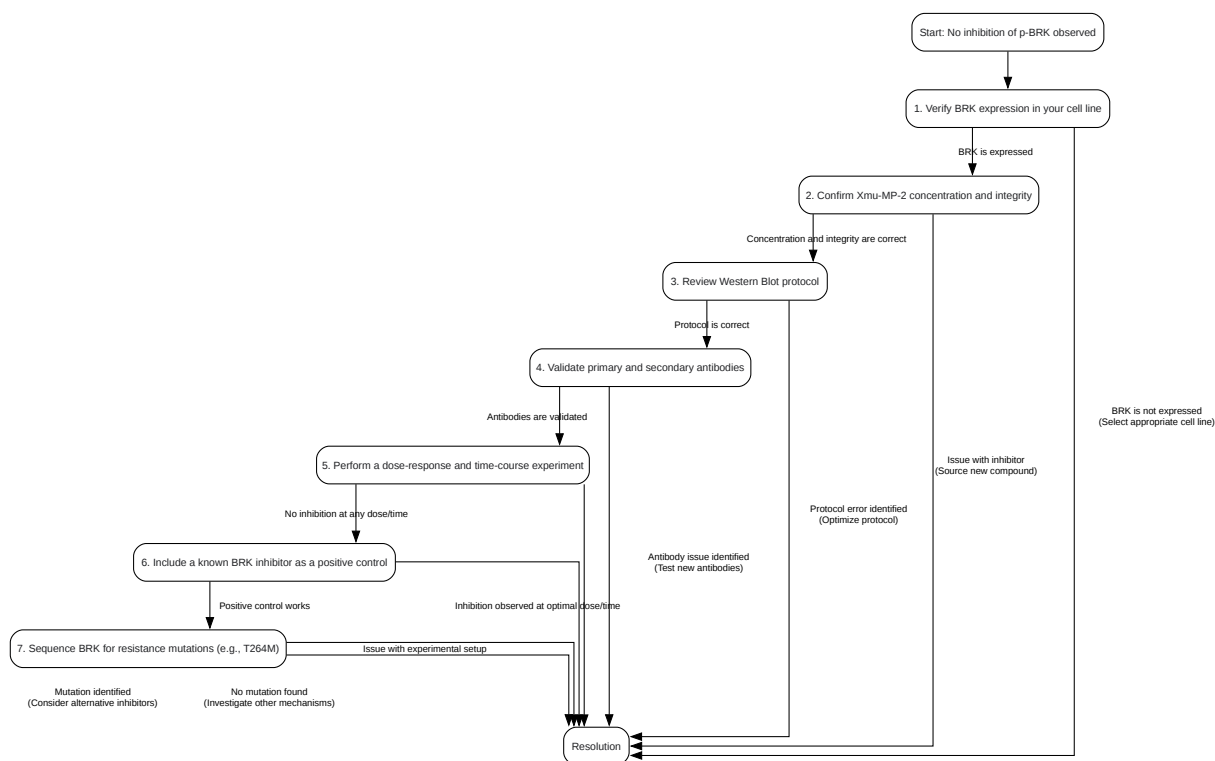 Start: No inhibition of p-BRK observed
1. Verify BRK expression in your cell line
BRK is expressed
2. Confirm Xmu-MP-2 concentration and integrity
Concentration and integrity are correct
3. Review Western Blot protocol
Protocol is correct
4. Validate primary and secondary antibodies
BRK is not expressed
(Select appropriate cell line)
Antibodies are validated
5. Perform a dose-response and time-course experiment
Issue with inhibitor
(Source new compound)
No inhibition at any dose/time
Protocol error identified
(Optimize protocol)
6. Include a known BRK inhibitor as a positive control
Antibody issue identified
(Test new antibodies)
Positive control works
Inhibition observed at optimal dose/time
7. Sequence BRK for resistance mutations (e.g., T264M)
Issue with experimental setup
Mutation identified
(Consider alternative inhibitors)
No mutation found
(Investigate other mechanisms)
Resolution